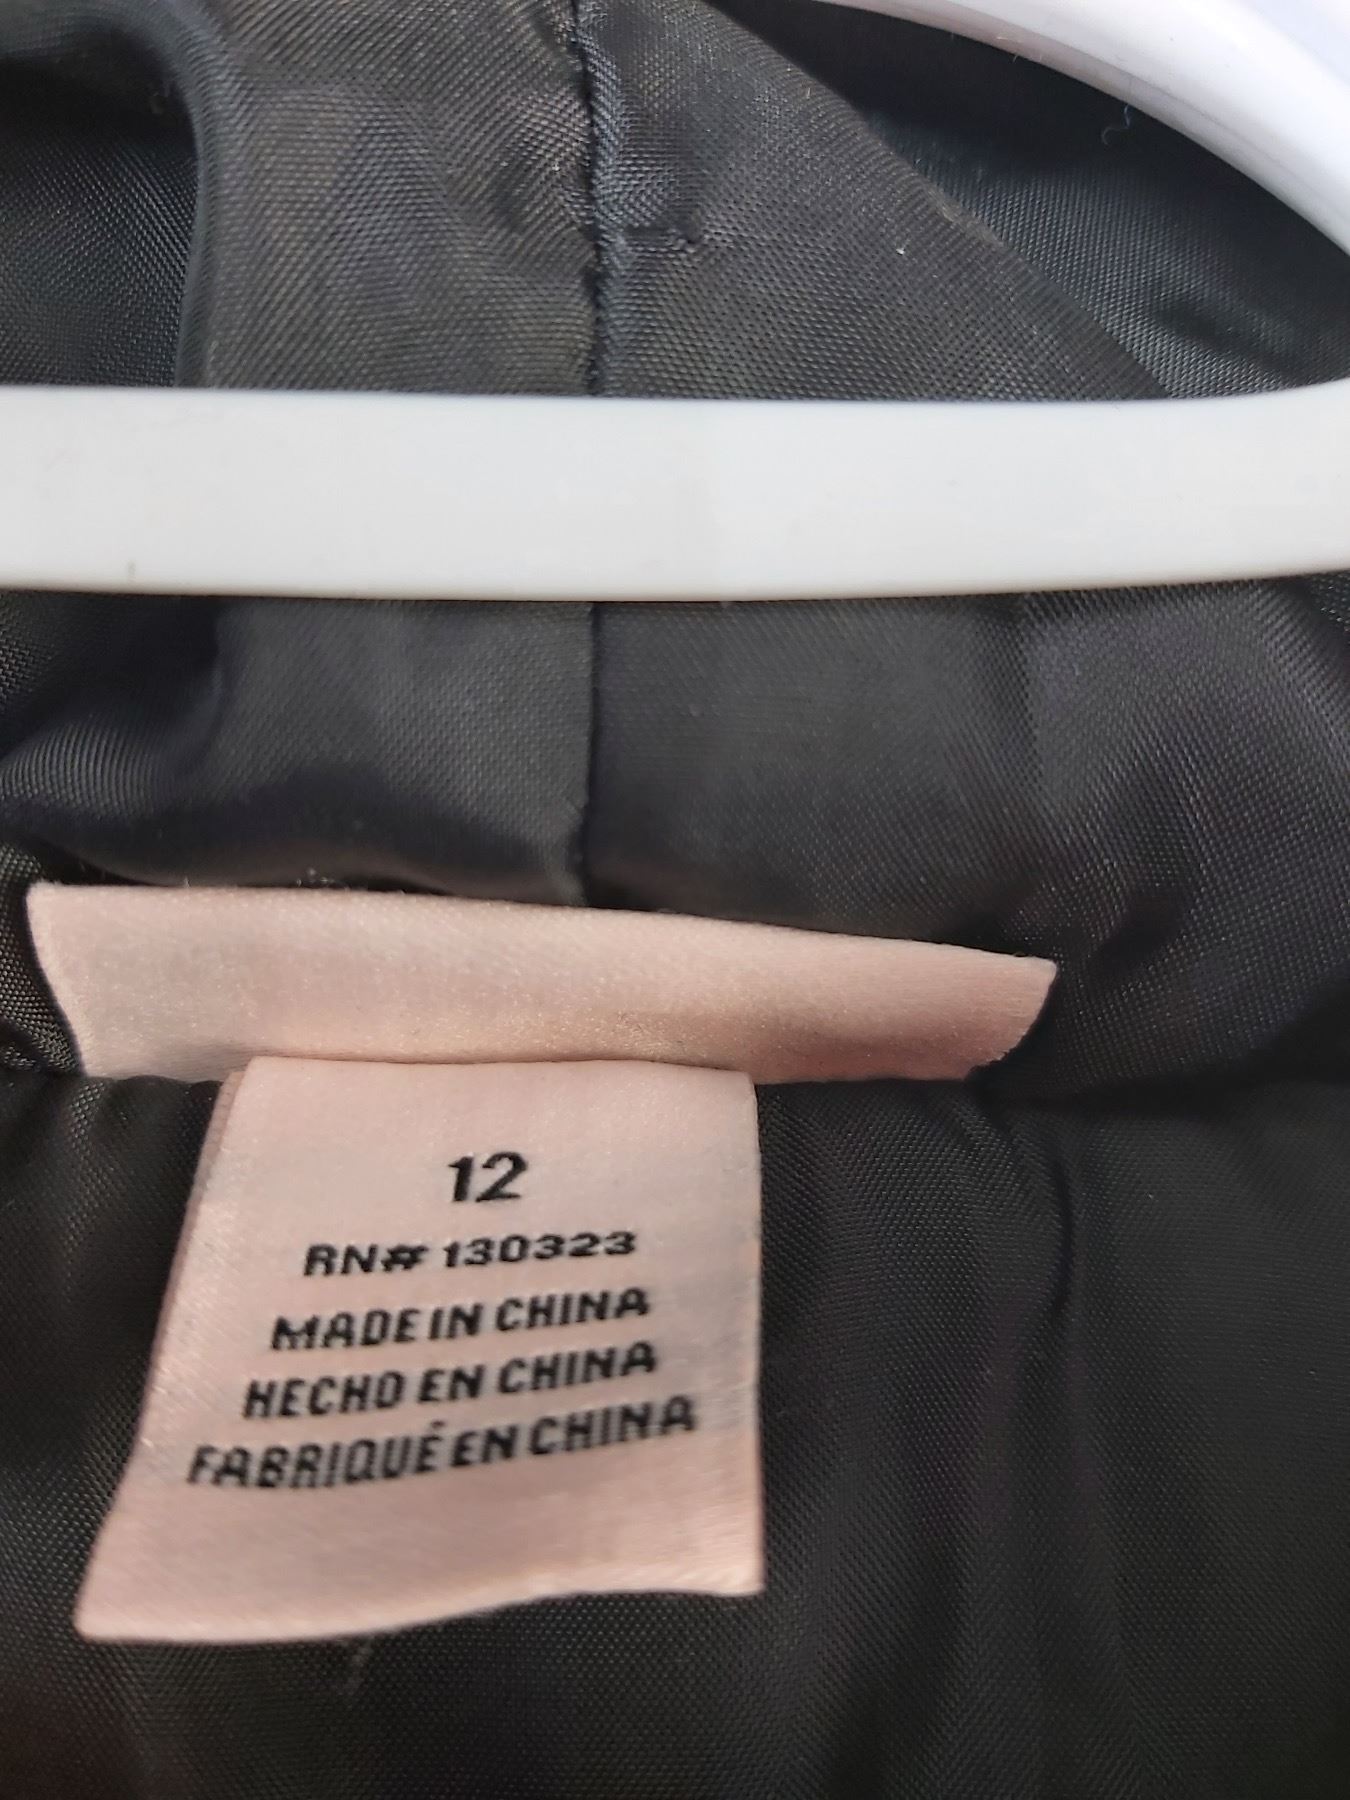 12
RN# 130323
MADE IN CHINA
HECHO EN CHINA
FABRIQUÉ EN CHINA